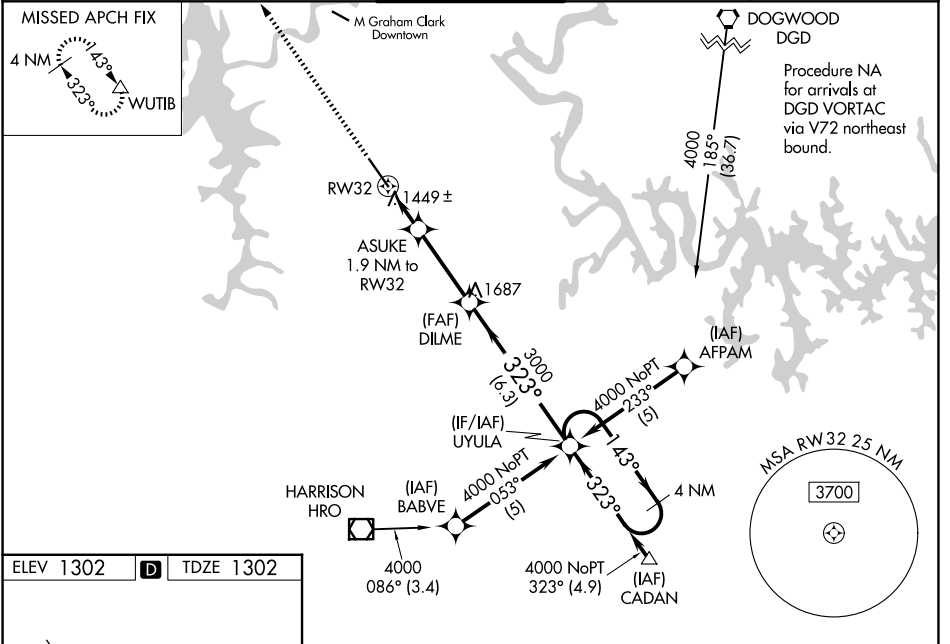 MISSED APCH FIX
4 NM
143°
323°
WUTIB
M Graham Clark
Downtown
DOGWOOD
DGD
Procedure NA
for arrivals at
DGD VORTAC
via V72 northeast
bound.
4000
185°
(36.7)
RW32
1449 ±
ASUKE
1.9 NM to
RW32
1687
(FAF)
DILME
3000
323°
(6.3)
(IAF)
AFPAM
4000 NoPT
233°
(5)
(IF/IAF)
UYULA
143°
323°
4 NM
4000 NoPT
053°
(5)
HARRISON
HRO
(IAF)
BABVE
4000
086° (3.4)
4000 NoPT
323° (4.9)
(IAF)
CADAN
MSA RW32 25 NM
3700
ELEV 1302 D TDZE 1302